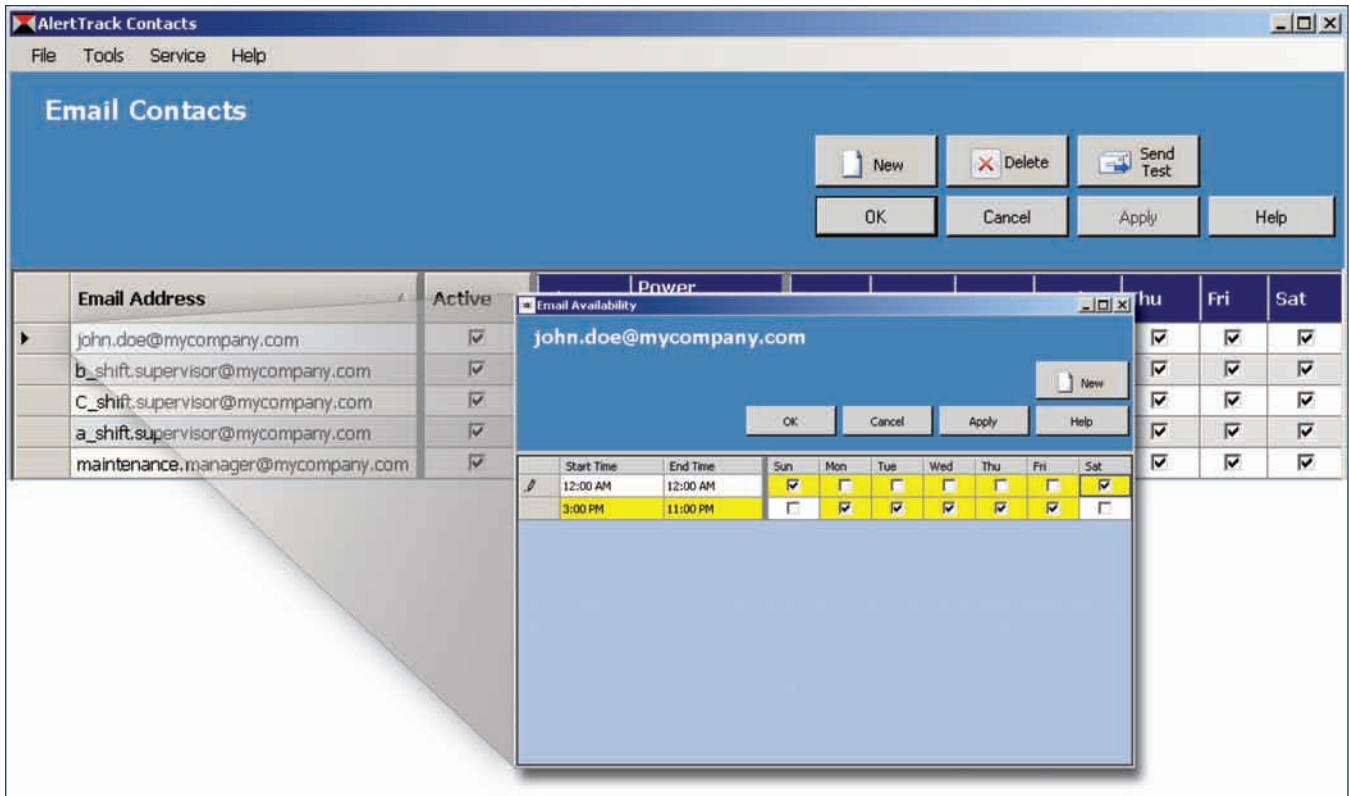 AlertTrack Contacts
File Tools Service Help
Email Contacts
New Delete Send Test
OK Cancel Apply Help
Email Address Active Power Thu Fri Sat
john.doe@mycompany.com
b_shift.supervisor@mycompany.com
C_shift.supervisor@mycompany.com
a_shift.supervisor@mycompany.com
maintenance.manager@mycompany.com
Email Availability
john.doe@mycompany.com
New
OK Cancel Apply Help
Start Time End Time Sun Mon Tue Wed Thu Fri Sat
12:00 AM 12:00 AM
3:00 PM 11:00 PM